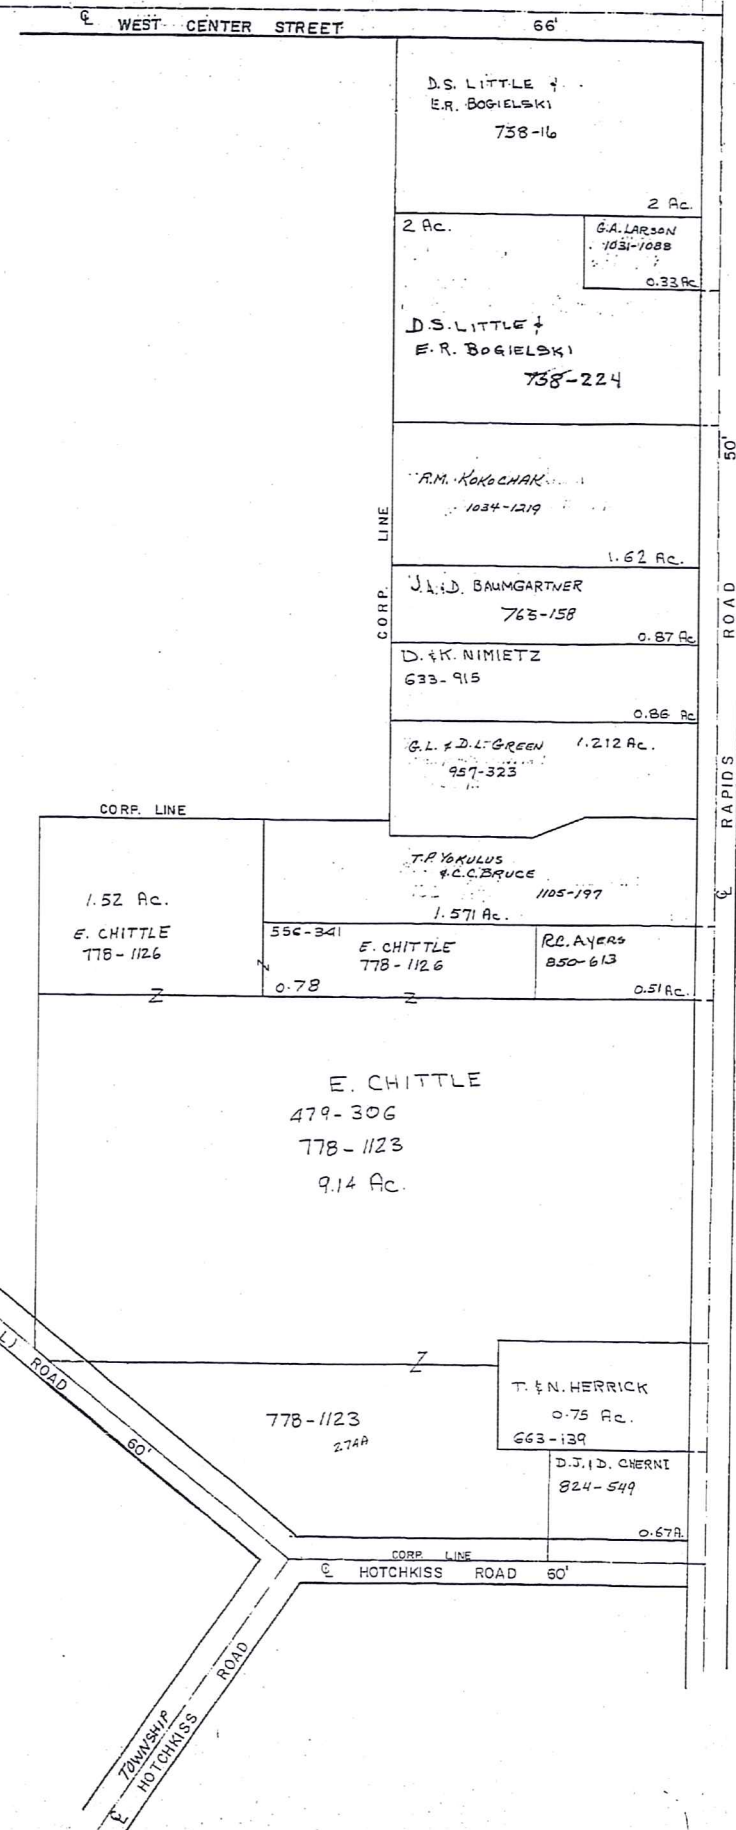 ℄ WEST CENTER STREET 66'
D.S. LITTLE &
E.R. BOGIELSKI
738-16
2 Ac.
2 Ac.
G.A. LARSON
1031-1088
0.33 Ac
D.S. LITTLE &
E.R. BOGIELSKI
738-224
R.M. KOKOCHAK
1034-1219
1.62 Ac.
CORP. LINE
℄ RAPIDS ROAD 50'
J.L. & D. BAUMGARTNER
765-158
0.87 Ac
D. & K. NIMIETZ
633-915
0.86 Ac
G.L. & D.L. GREEN 1.212 Ac.
957-323
CORP. LINE
T.P. YOKULUS
& C.C. BRUCE
1105-197
1.571 Ac.
1.52 Ac.
E. CHITTLE
778-1126
556-341
E. CHITTLE
778-1126
0.78
R.C. AYERS
850-613
0.51 Ac.
Z
Z
Z
E. CHITTLE
479-306
778-1123
9.14 Ac.
Z
L) ROAD
60'
778-1123
2.74A
T. & N. HERRICK
0.75 Ac.
663-139
D.J. & D. CHERNI
824-549
0.67A.
CORP. LINE
℄ HOTCHKISS ROAD 60'
TOWNSHIP
℄ HOTCHKISS ROAD